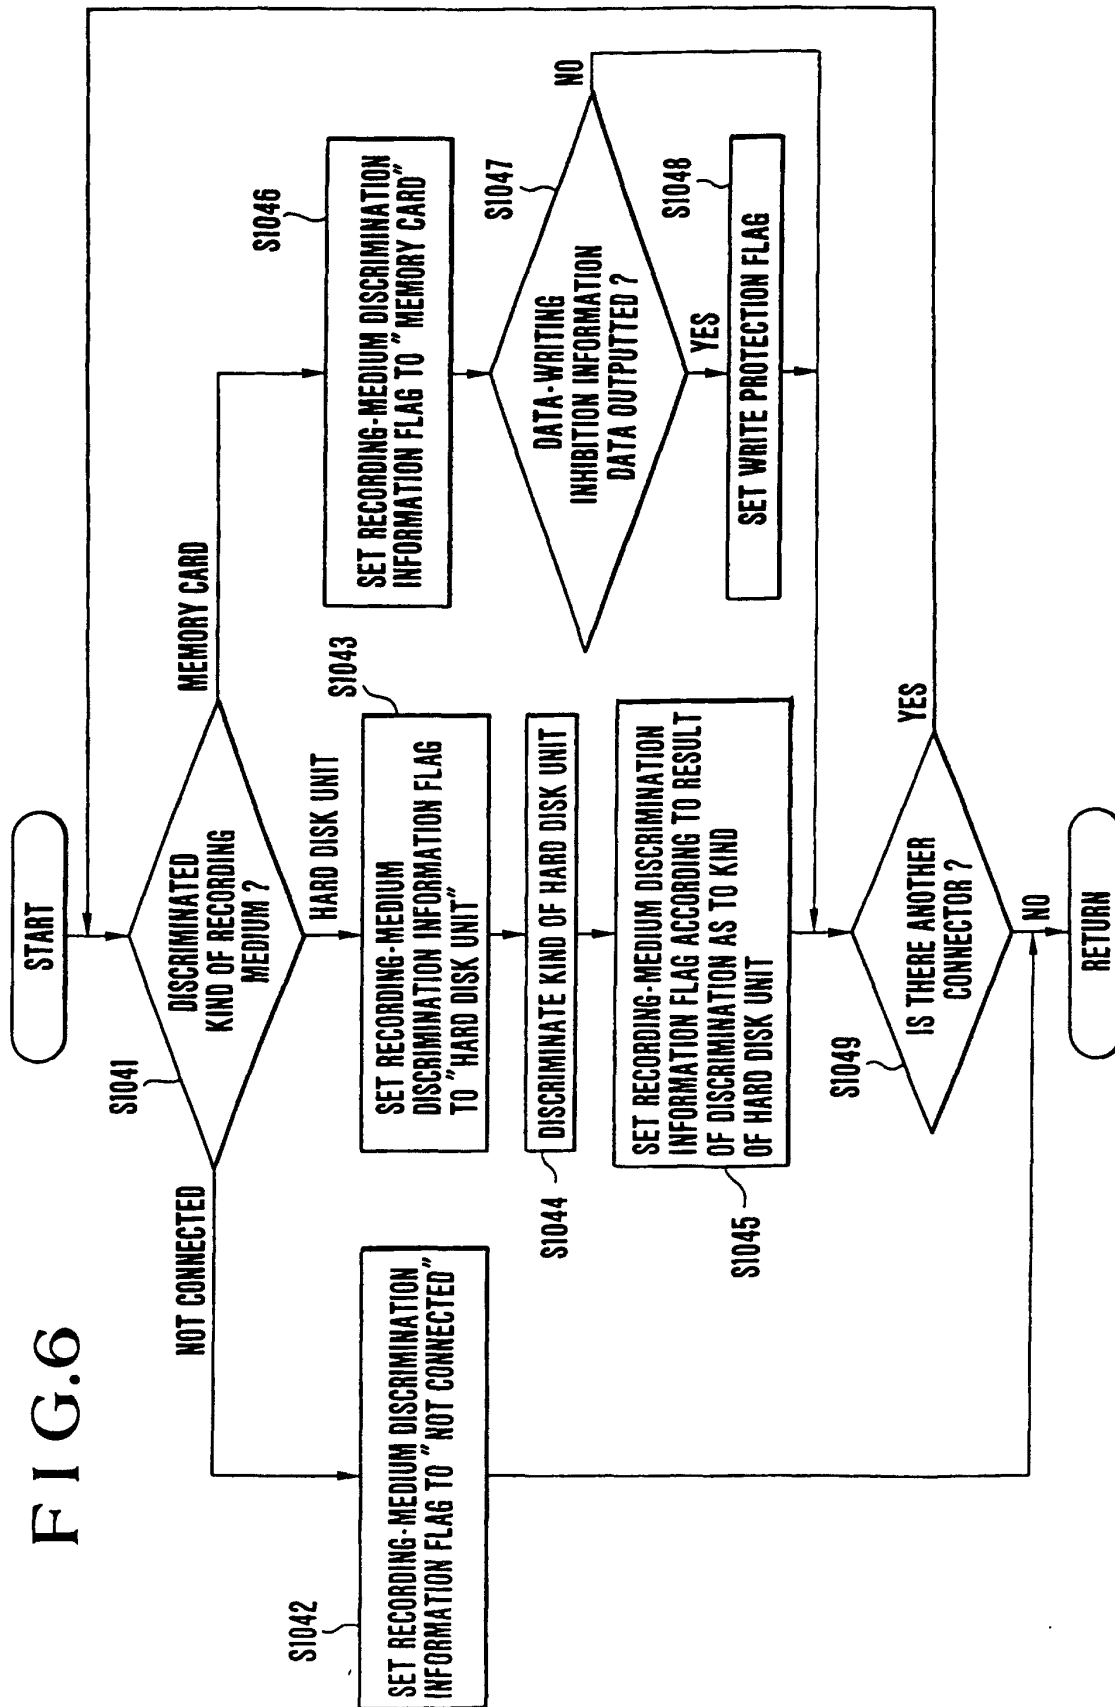 FIG.6
START
DISCRIMINATED
KIND OF RECORDING
MEDIUM ?
S1041
NOT CONNECTED
HARD DISK UNIT
MEMORY CARD
SET RECORDING-MEDIUM DISCRIMINATION
INFORMATION FLAG TO "NOT CONNECTED"
S1042
SET RECORDING-MEDIUM
DISCRIMINATION INFORMATION FLAG
TO "HARD DISK UNIT"
S1043
DISCRIMINATE KIND OF HARD DISK UNIT
S1044
SET RECORDING-MEDIUM DISCRIMINATION
INFORMATION FLAG ACCORDING TO RESULT
OF DISCRIMINATION AS TO KIND
OF HARD DISK UNIT
S1045
SET RECORDING-MEDIUM DISCRIMINATION
INFORMATION FLAG TO "MEMORY CARD"
S1046
DATA-WRITING
INHIBITION INFORMATION
DATA OUTPUTTED ?
S1047
NO
YES
SET WRITE PROTECTION FLAG
S1048
IS THERE ANOTHER
CONNECTOR ?
S1049
YES
NO
RETURN